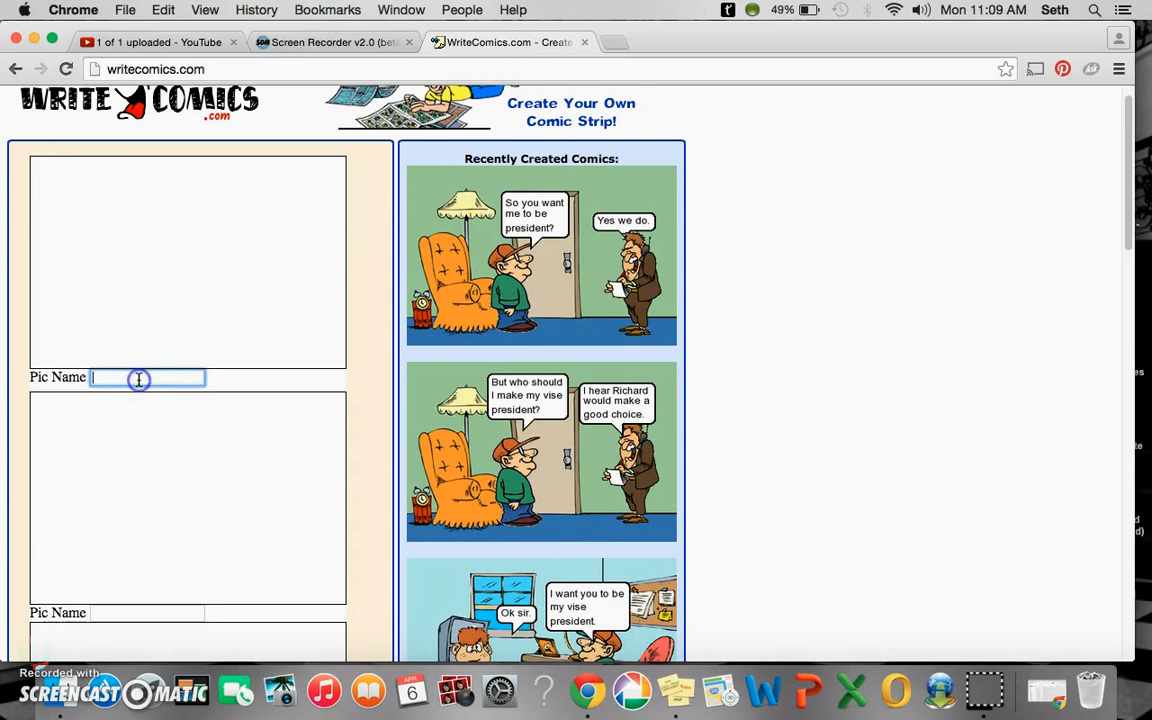 Chrome File Edit View History Bookmarks Window People Help 49% Mon 11:09 AM Seth
1 of 1 uploaded - YouTube Screen Recorder v2.0 (beta WriteComics.com - Create
writecomics.com
WRITE COMICS
.com
Create Your Own
Comic Strip!
Recently Created Comics:
So you want
me to be
president?
Yes we do.
Pic Name
But who should
I make my vise
president?
I hear Richard
would make a
good choice.
Pic Name
Ok sir.
I want you to be
my vise
president.
Recorded with
SCREENCAST MATIC
APR
6